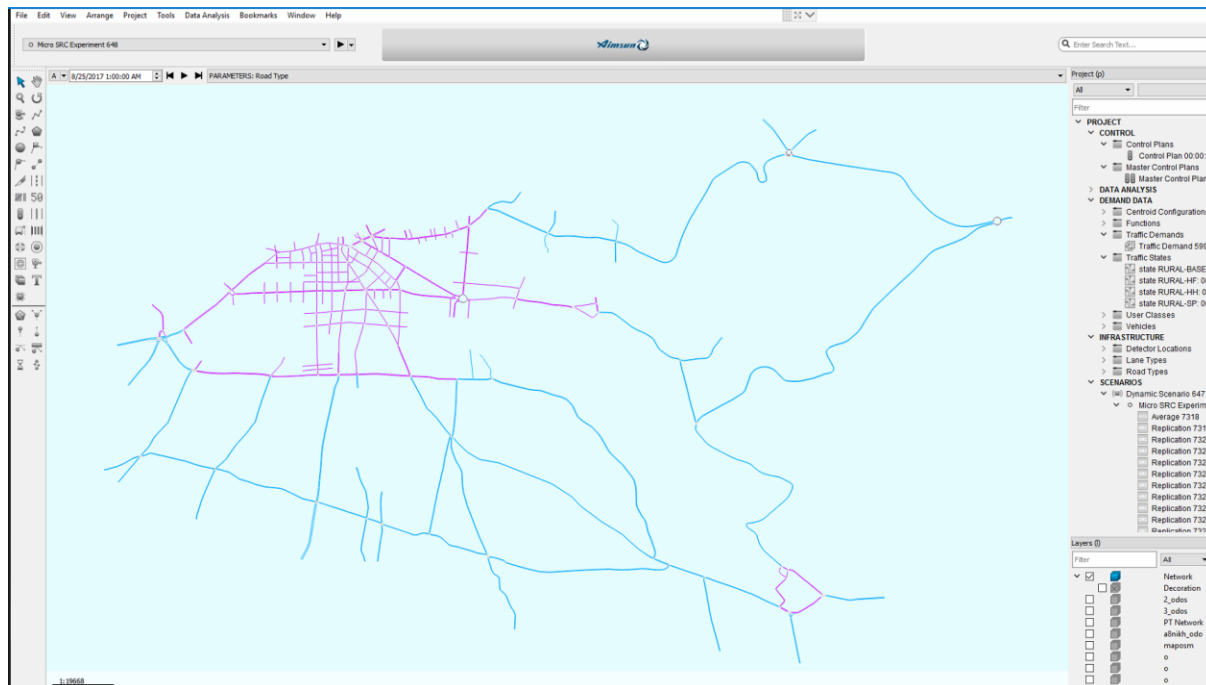 File Edit View Arrange Project Tools Data Analysis Bookmarks Window Help
Micro SRC Experiment 648
Aimsun
Enter Search Text...
A 8/25/2017 1:00:00 AM PARAMETERS: Road Type
50
T
1:19668
Project (p)
All
Filter
PROJECT
CONTROL
Control Plans
Control Plan 00:00:
Master Control Plans
Master Control Plan
DATA ANALYSIS
DEMAND DATA
Centroid Configurations
Functions
Traffic Demands
Traffic Demand 599
Traffic States
state RURAL-BASE
state RURAL-HF: 0
state RURAL-HH: 0
state RURAL-SP: 0
User Classes
Vehicles
INFRASTRUCTURE
Detector Locations
Lane Types
Road Types
SCENARIOS
Dynamic Scenario 647
Micro SRC Experim
Average 7318
Replication 731
Replication 732
Replication 732
Replication 732
Replication 732
Replication 732
Replication 732
Replication 732
Layers (l)
Filter All
Network
Decoration
2_odos
3_odos
PT Network
a8nikh_odo
maposm
o
o
o